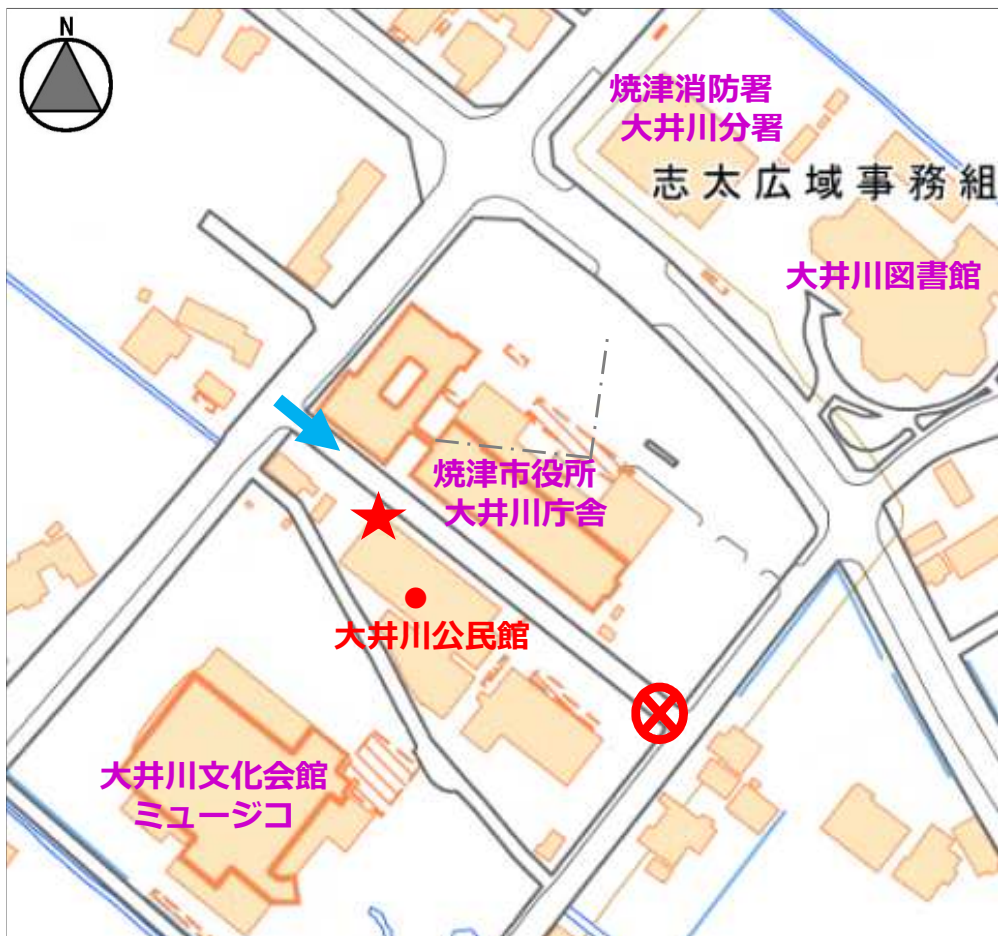 N
焼津消防署
大井川分署
志太広域事務組
大井川図書館
焼津市役所
大井川庁舎
大井川公民館
大井川文化会館
ミュージコ